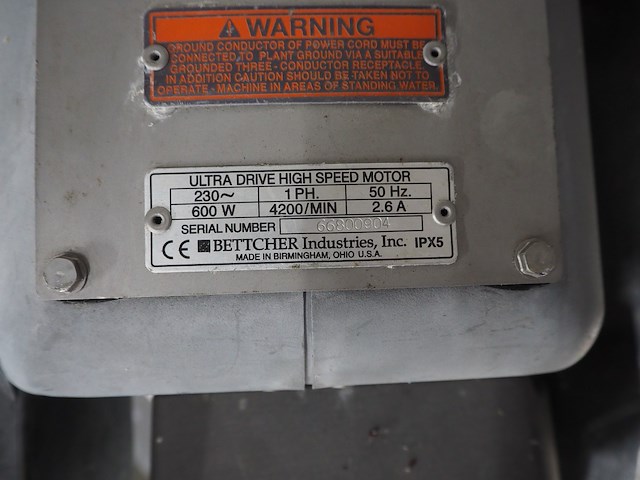 WARNING
GROUND CONDUCTOR OF POWER CORD MUST BE
CONNECTED TO PLANT GROUND VIA A SUITABLE
GROUNDED THREE - CONDUCTOR RECEPTACLE
IN ADDITION CAUTION SHOULD BE TAKEN NOT TO
OPERATE - MACHINE IN AREAS OF STANDING WATER.
ULTRA DRIVE HIGH SPEED MOTOR
230~ 1 PH. 50 Hz.
600 W 4200/MIN 2.6 A
SERIAL NUMBER 66800904
CE BETTCHER Industries, Inc. IPX5
MADE IN BIRMINGHAM, OHIO U.S.A.